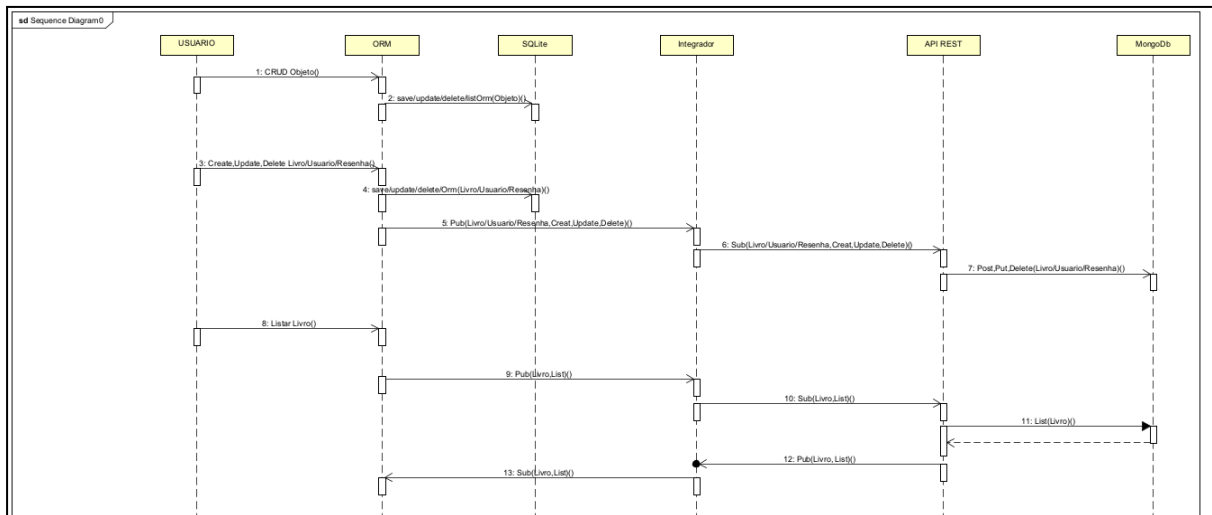 sd Sequence Diagram0
USUARIO
ORM
SQLite
Integrador
API REST
MongoDb
1: CRUD Objeto()
2: save/update/delete/listOrm(Objeto)()
3: Create,Update,Delete Livro/Usuario/Resenha()
4: save/update/delete/Orm(Livro/Usuario/Resenha)()
5: Pub(Livro/Usuario/Resenha,Creat,Update,Delete)()
6: Sub(Livro/Usuario/Resenha,Creat,Update,Delete)()
7: Post,Put,Delete(Livro/Usuario/Resenha)()
8: Listar Livro()
9: Pub(Livro,List)()
10: Sub(Livro,List)()
11: List(Livro)()
12: Pub(Livro, List)()
13: Sub(Livro,List)()